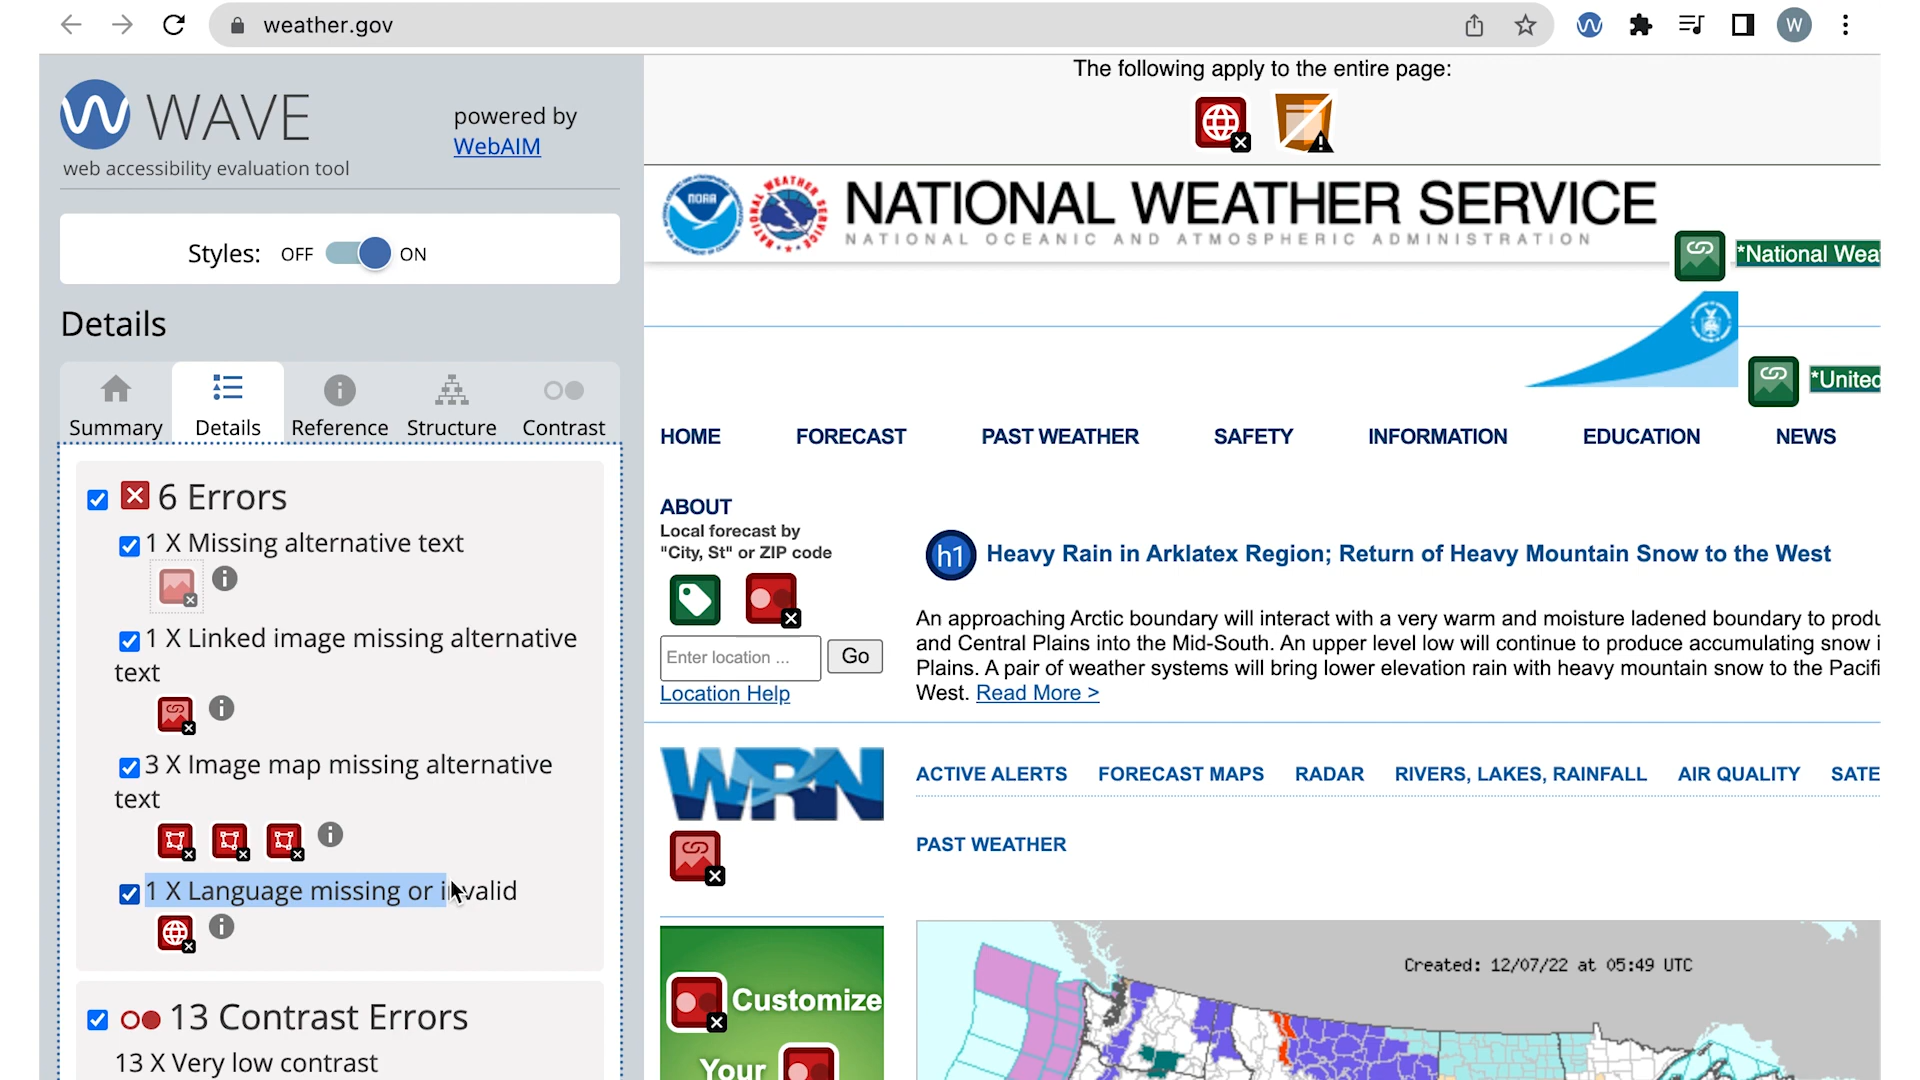 weather.gov
W
WAVE
web accessibility evaluation tool
powered by
WebAIM
Styles: OFF ON
Details
Summary Details Reference Structure Contrast
6 Errors
1 X Missing alternative text
1 X Linked image missing alternative
text
3 X Image map missing alternative
text
1 X Language missing or invalid
13 Contrast Errors
13 X Very low contrast
The following apply to the entire page:
NOAA
NATIONAL WEATHER SERVICE
NATIONAL OCEANIC AND ATMOSPHERIC ADMINISTRATION
*National Wea
*United
HOME FORECAST PAST WEATHER SAFETY INFORMATION EDUCATION NEWS
ABOUT
Local forecast by
"City, St" or ZIP code
Enter location ... Go
Location Help
h1 Heavy Rain in Arklatex Region; Return of Heavy Mountain Snow to the West
An approaching Arctic boundary will interact with a very warm and moisture ladened boundary to produ
and Central Plains into the Mid-South. An upper level low will continue to produce accumulating snow i
Plains. A pair of weather systems will bring lower elevation rain with heavy mountain snow to the Pacifi
West. Read More >
WRN
ACTIVE ALERTS FORECAST MAPS RADAR RIVERS, LAKES, RAINFALL AIR QUALITY SATE
PAST WEATHER
Customize
Your
Created: 12/07/22 at 05:49 UTC